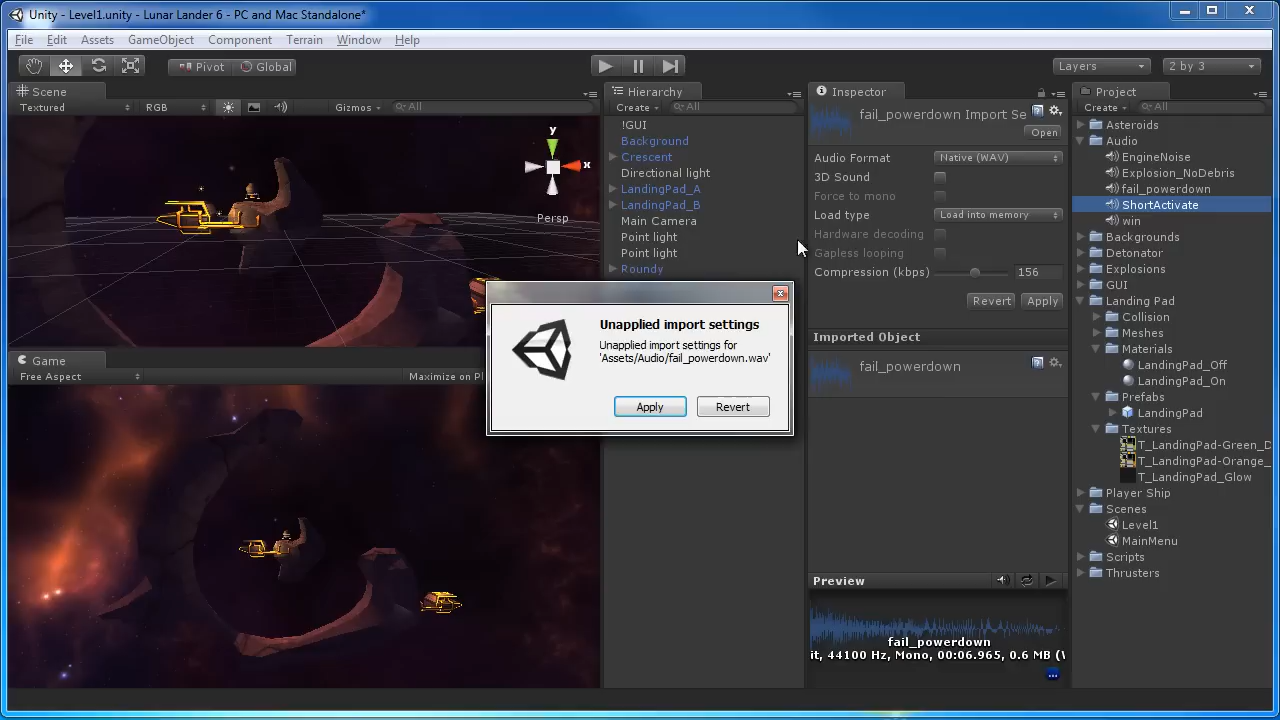 Unity - Level1.unity - Lunar Lander 6 - PC and Mac Standalone*
File Edit Assets GameObject Component Terrain Window Help
Pivot Global Layers 2 by 3
Scene
Textured RGB Gizmos All
y
x
Persp
Game
Free Aspect Maximize on Pl
Hierarchy
Create All
!GUI
Background
Crescent
Directional light
LandingPad_A
LandingPad_B
Main Camera
Point light
Point light
Roundy
Unapplied import settings
Unapplied import settings for
'Assets/Audio/fail_powerdown.wav'
Apply Revert
Inspector
fail_powerdown Import Se
Open
Audio Format Native (WAV)
3D Sound
Force to mono
Load type Load into memory
Hardware decoding
Gapless looping
Compression (kbps) 156
Revert Apply
Imported Object
fail_powerdown
Preview
fail_powerdown
it, 44100 Hz, Mono, 00:06.965, 0.6 MB (
Project
Create All
Asteroids
Audio
EngineNoise
Explosion_NoDebris
fail_powerdown
ShortActivate
win
Backgrounds
Detonator
Explosions
GUI
Landing Pad
Collision
Meshes
Materials
LandingPad_Off
LandingPad_On
Prefabs
LandingPad
Textures
T_LandingPad-Green_D
T_LandingPad-Orange_
T_LandingPad_Glow
Player Ship
Scenes
Level1
MainMenu
Scripts
Thrusters